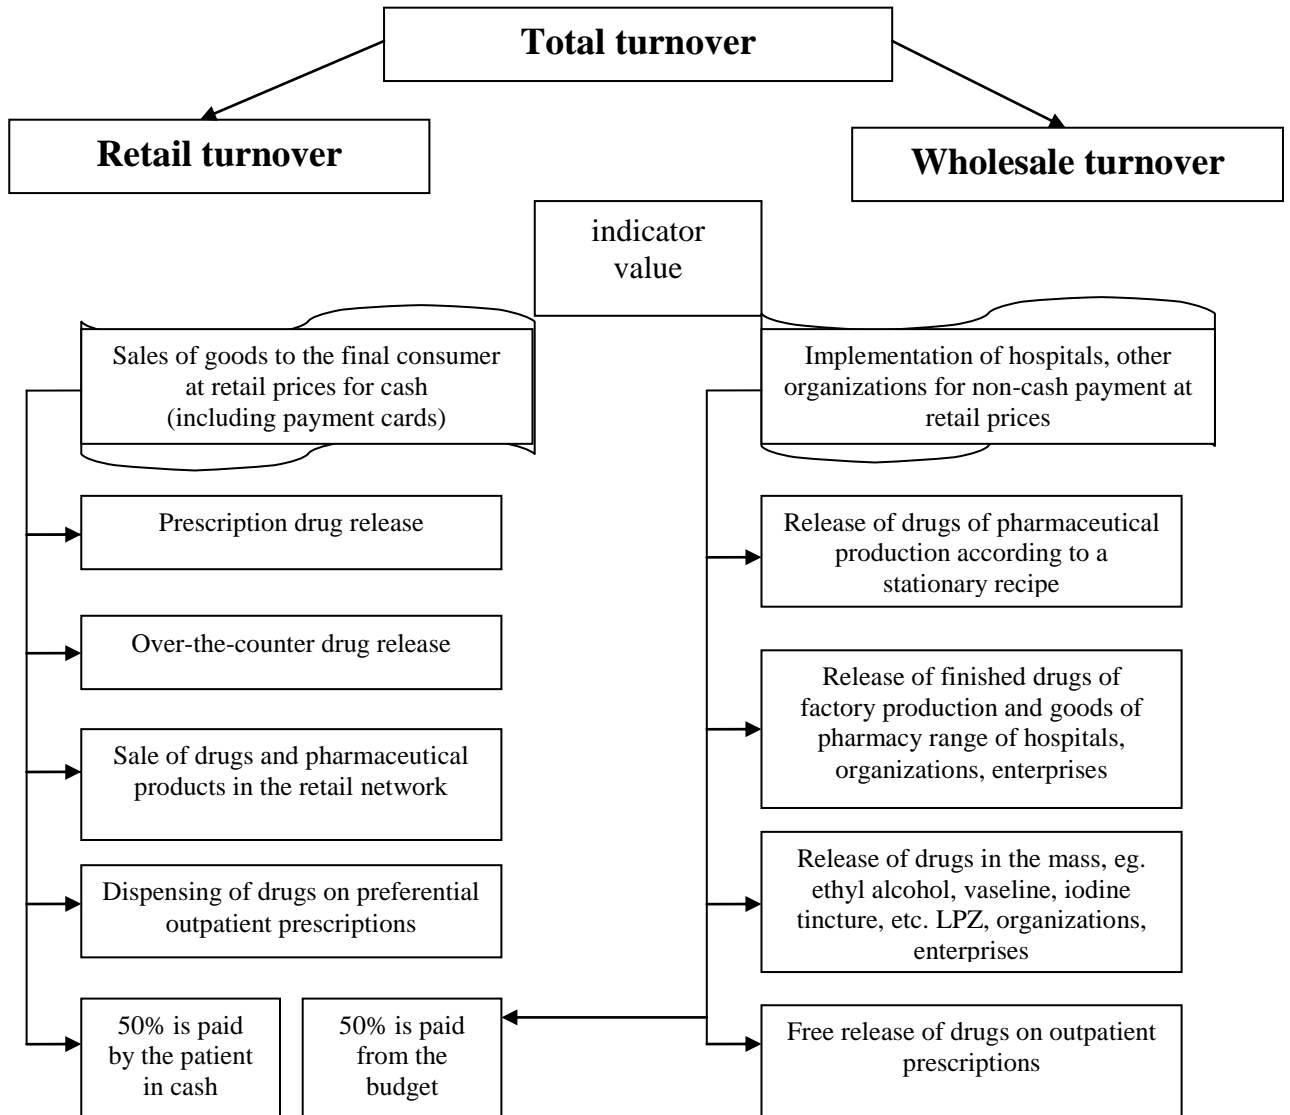 Total turnover
Retail turnover
Wholesale turnover
indicator
value
Sales of goods to the final consumer
at retail prices for cash
(including payment cards)
Implementation of hospitals, other
organizations for non-cash payment at
retail prices
Prescription drug release
Release of drugs of pharmaceutical
production according to a
stationary recipe
Over-the-counter drug release
Release of finished drugs of
factory production and goods of
pharmacy range of hospitals,
organizations, enterprises
Sale of drugs and pharmaceutical
products in the retail network
Release of drugs in the mass, eg.
ethyl alcohol, vaseline, iodine
tincture, etc. LPZ, organizations,
enterprises
Dispensing of drugs on preferential
outpatient prescriptions
50% is paid
by the patient
in cash
50% is paid
from the
budget
Free release of drugs on outpatient
prescriptions